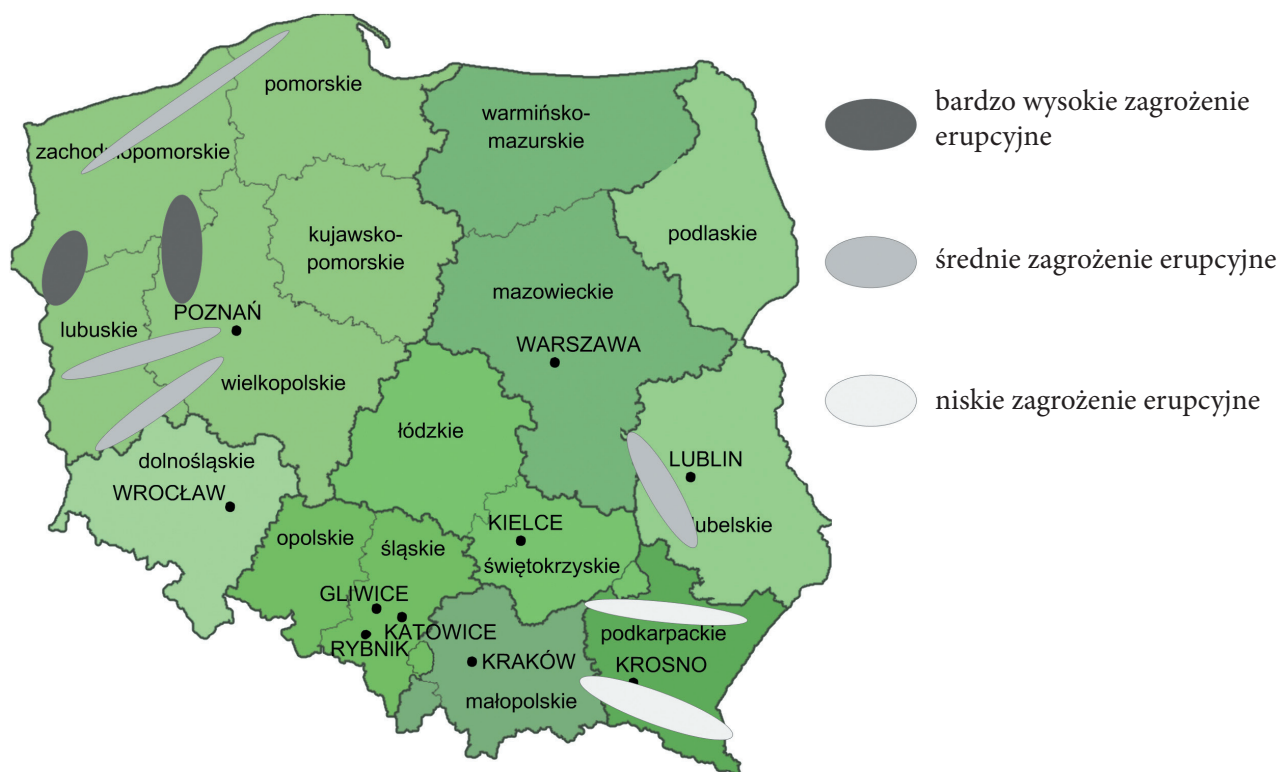 pomorskie
warmińsko-
mazurskie
zachodniopomorskie
podlaskie
kujawsko-
pomorskie
mazowieckie
POZNAŃ
lubuskie
WARSZAWA
wielkopolskie
łódzkie
dolnośląskie
WROCŁAW
LUBLIN
lubelskie
KIELCE
świętokrzyskie
opolskie
śląskie
GLIWICE
KATOWICE
RYBNIK
KRAKÓW
małopolskie
podkarpackie
KROSNO
bardzo wysokie zagrożenie
erupcyjne
średnie zagrożenie erupcyjne
niskie zagrożenie erupcyjne